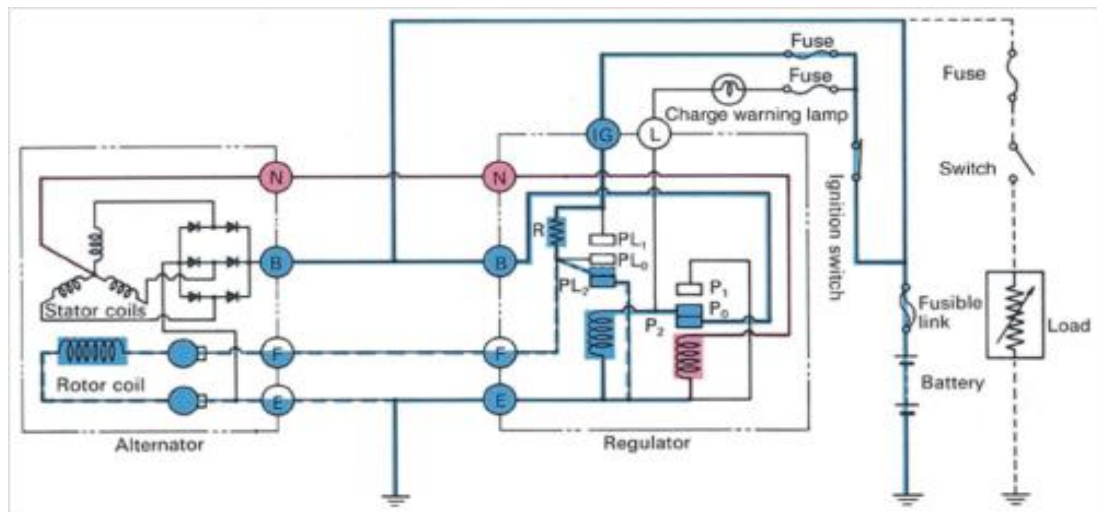 Fuse
Fuse
Fuse
Charge warning lamp
IG
L
N
N
Switch
Ignition switch
R
PL₁
PL₀
PL₂
P₁
P₀
P₂
B
B
Stator coils
Fusible
link
Load
F
F
Rotor coil
Battery
E
E
Alternator
Regulator